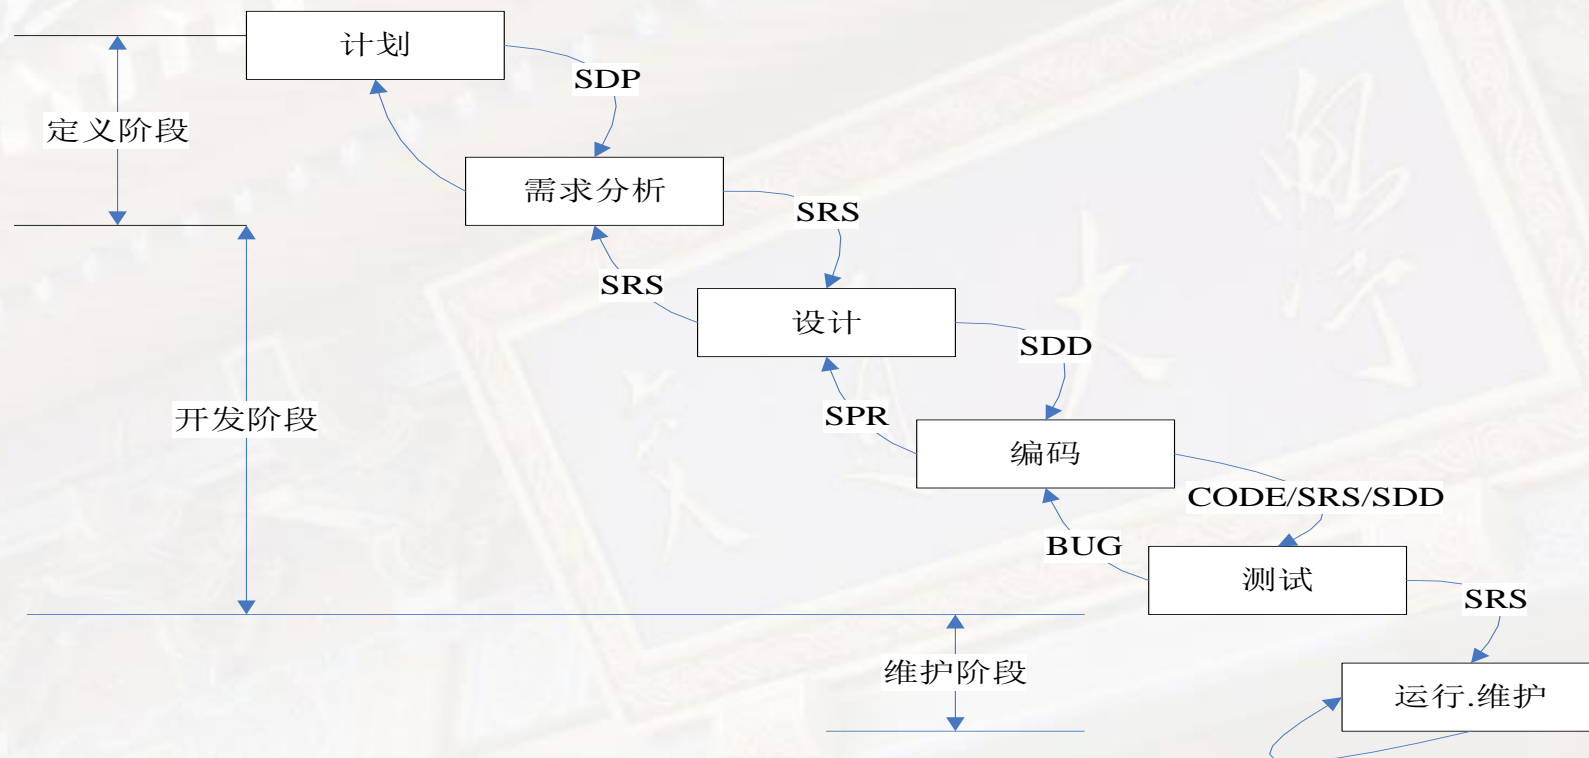 计划
SDP
定义阶段
需求分析
SRS
SRS
设计
SDD
开发阶段
SPR
编码
CODE/SRS/SDD
BUG
测试
SRS
维护阶段
运行.维护